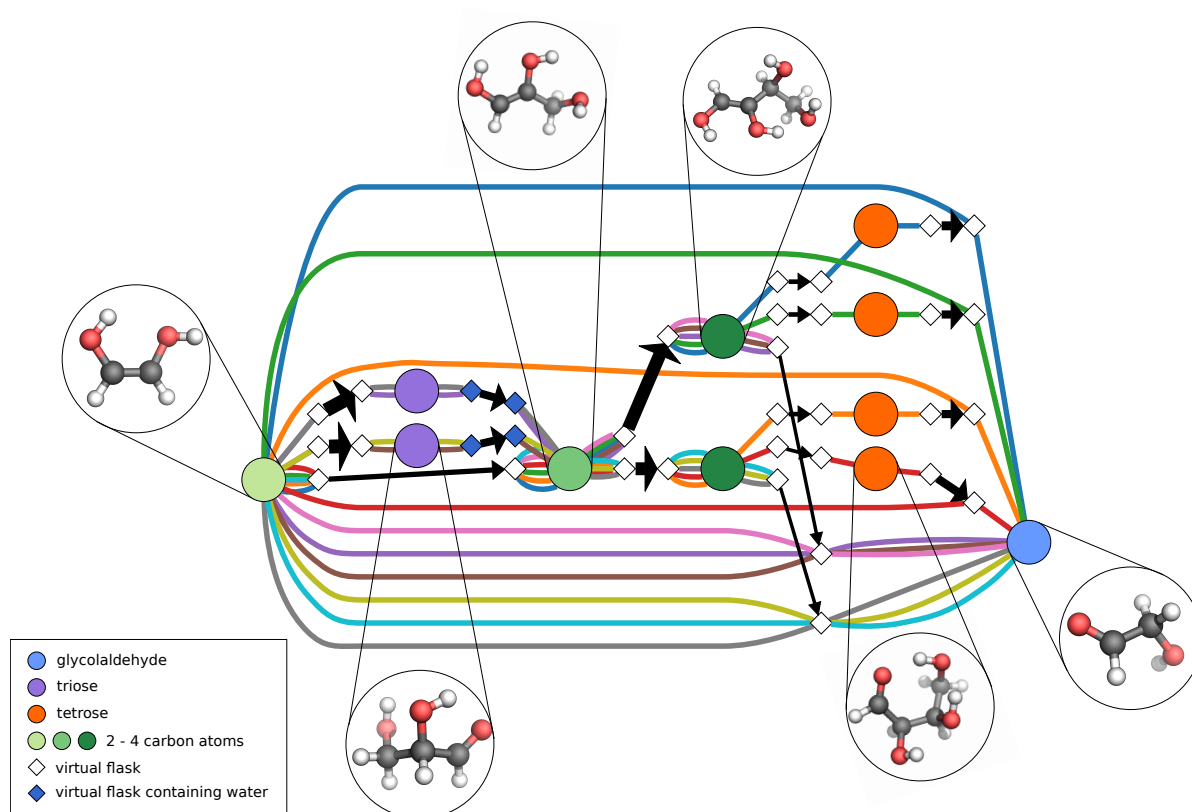 glycolaldehyde
triose
tetrose
2 - 4 carbon atoms
virtual flask
virtual flask containing water